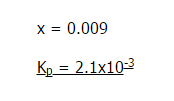 x = 0.009
Kₚ = 2.1x10⁻³